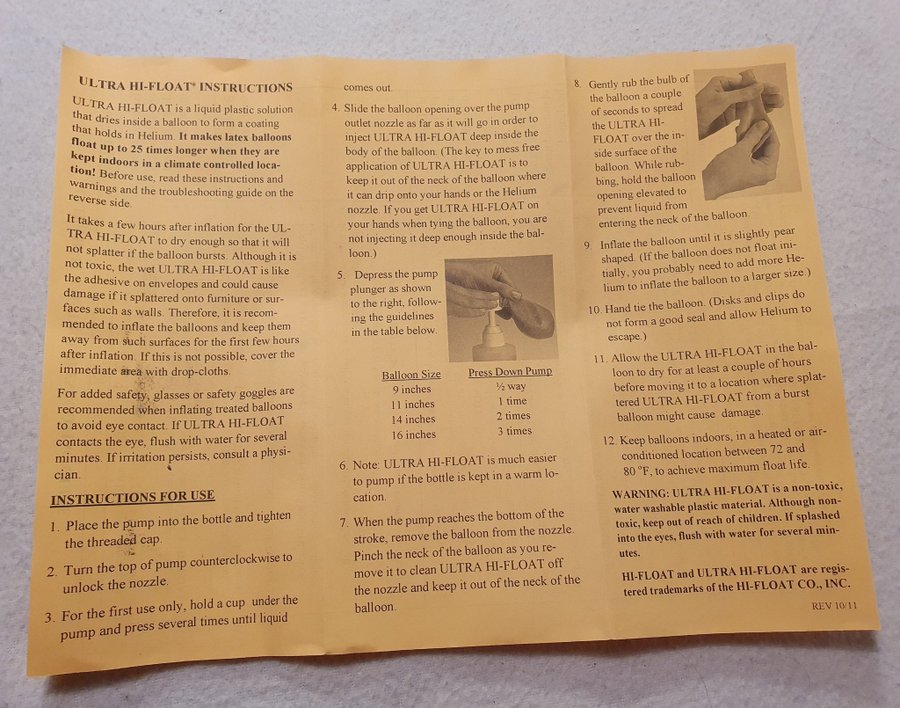 ULTRA HI-FLOAT® INSTRUCTIONS
ULTRA HI-FLOAT is a liquid plastic solution
that dries inside a balloon to form a coating
that holds in Helium. It makes latex balloons
float up to 25 times longer when they are
kept indoors in a climate controlled loca-
tion! Before use, read these instructions and
warnings and the troubleshooting guide on the
reverse side.
It takes a few hours after inflation for the UL-
TRA HI-FLOAT to dry enough so that it will
not splatter if the balloon bursts. Although it is
not toxic, the wet ULTRA HI-FLOAT is like
the adhesive on envelopes and could cause
damage if it splattered onto furniture or sur-
faces such as walls. Therefore, it is recom-
mended to inflate the balloons and keep them
away from such surfaces for the first few hours
after inflation. If this is not possible, cover the
immediate area with drop-cloths.
For added safety, glasses or safety goggles are
recommended when inflating treated balloons
to avoid eye contact. If ULTRA HI-FLOAT
contacts the eye, flush with water for several
minutes. If irritation persists, consult a physi-
cian.
INSTRUCTIONS FOR USE
1. Place the pump into the bottle and tighten
the threaded cap.
2. Turn the top of pump counterclockwise to
unlock the nozzle.
3. For the first use only, hold a cup under the
pump and press several times until liquid
comes out.
4. Slide the balloon opening over the pump
outlet nozzle as far as it will go in order to
inject ULTRA HI-FLOAT deep inside the
body of the balloon. (The key to mess free
application of ULTRA HI-FLOAT is to
keep it out of the neck of the balloon where
it can drip onto your hands or the Helium
nozzle. If you get ULTRA HI-FLOAT on
your hands when tying the balloon, you are
not injecting it deep enough inside the bal-
loon.)
5. Depress the pump
plunger as shown
to the right, follow-
ing the guidelines
in the table below.
Balloon Size Press Down Pump
9 inches ½ way
11 inches 1 time
14 inches 2 times
16 inches 3 times
6. Note: ULTRA HI-FLOAT is much easier
to pump if the bottle is kept in a warm lo-
cation.
7. When the pump reaches the bottom of the
stroke, remove the balloon from the nozzle.
Pinch the neck of the balloon as you re-
move it to clean ULTRA HI-FLOAT off
the nozzle and keep it out of the neck of the
balloon.
8. Gently rub the bulb of
the balloon a couple
of seconds to spread
the ULTRA HI-
FLOAT over the in-
side surface of the
balloon. While rub-
bing, hold the balloon
opening elevated to
prevent liquid from
entering the neck of the balloon.
9. Inflate the balloon until it is slightly pear
shaped. (If the balloon does not float ini-
tially, you probably need to add more He-
lium to inflate the balloon to a larger size.)
10. Hand tie the balloon. (Disks and clips do
not form a good seal and allow Helium to
escape.)
11. Allow the ULTRA HI-FLOAT in the bal-
loon to dry for at least a couple of hours
before moving it to a location where splat-
tered ULTRA HI-FLOAT from a burst
balloon might cause damage.
12. Keep balloons indoors, in a heated or air-
conditioned location between 72 and
80 °F, to achieve maximum float life.
WARNING: ULTRA HI-FLOAT is a non-toxic,
water washable plastic material. Although non-
toxic, keep out of reach of children. If splashed
into the eyes, flush with water for several min-
utes.
HI-FLOAT and ULTRA HI-FLOAT are regis-
tered trademarks of the HI-FLOAT CO., INC.
REV 10/11